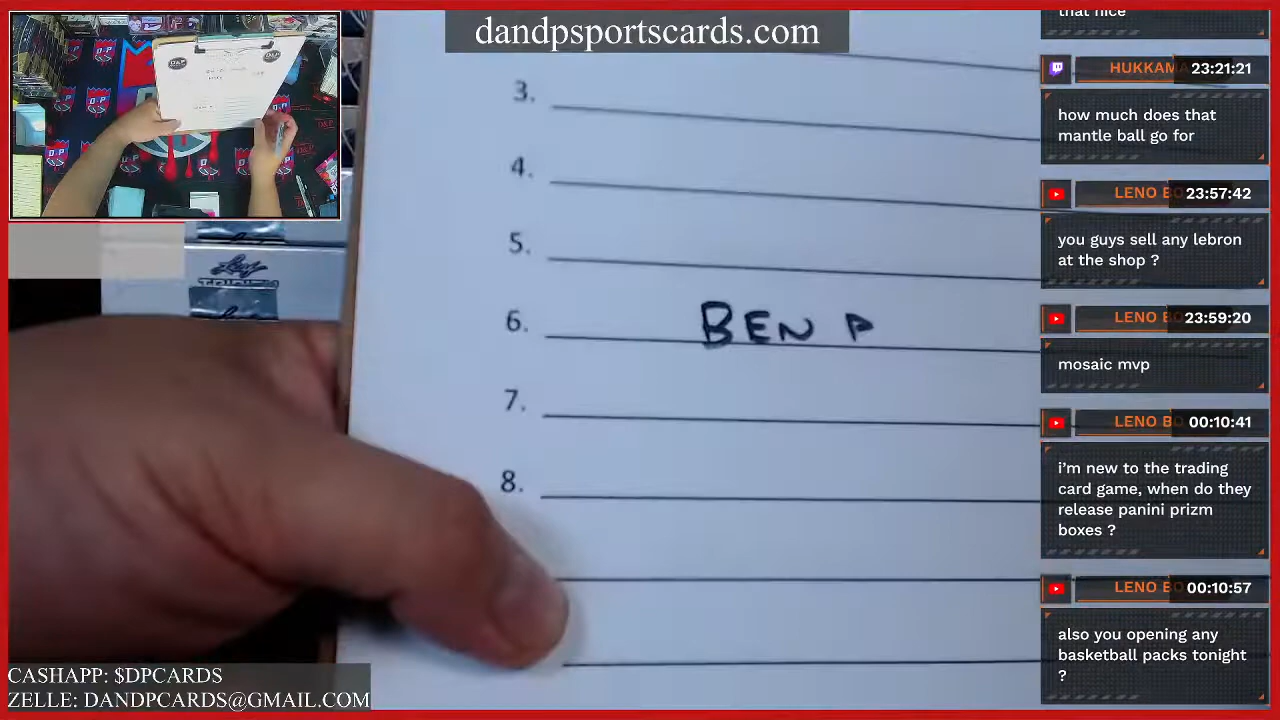 dandpsportscards.com
that nice
HUKKAMA 23:21:21
how much does that
mantle ball go for
LENO B 23:57:42
you guys sell any lebron
at the shop ?
LENO B 23:59:20
mosaic mvp
LENO B 00:10:41
i’m new to the trading
card game, when do they
release panini prizm
boxes ?
LENO B 00:10:57
also you opening any
basketball packs tonight
?
3.
4.
5.
6. BEN P
7.
8.
Leaf
CASHAPP: $DPCARDS
ZELLE: DANDPCARDS@GMAIL.COM